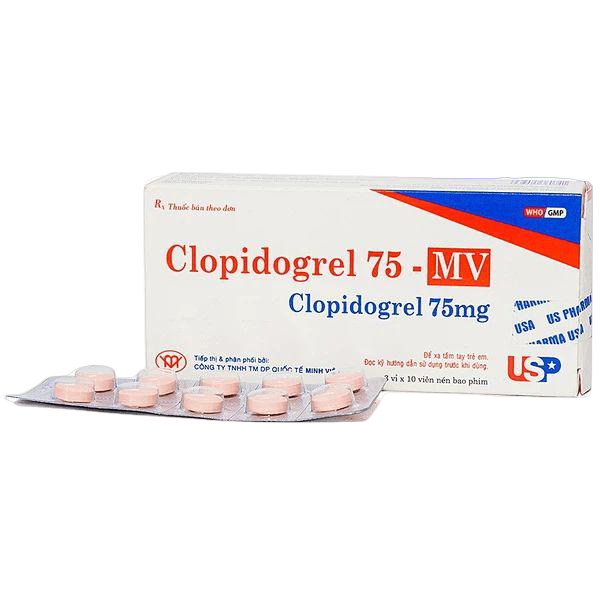 Rx Thuốc bán theo đơn
WHO GMP
Clopidogrel 75 - MV
Clopidogrel 75mg
Tiếp thị & phân phối bởi:
CÔNG TY TNHH TM DP QUỐC TẾ MINH
Để xa tầm tay trẻ em.
Đọc kỹ hướng dẫn sử dụng trước khi dùng.
3 vỉ x 10 viên nén bao phim
USA US PHARMA
PHARMA USA
USP